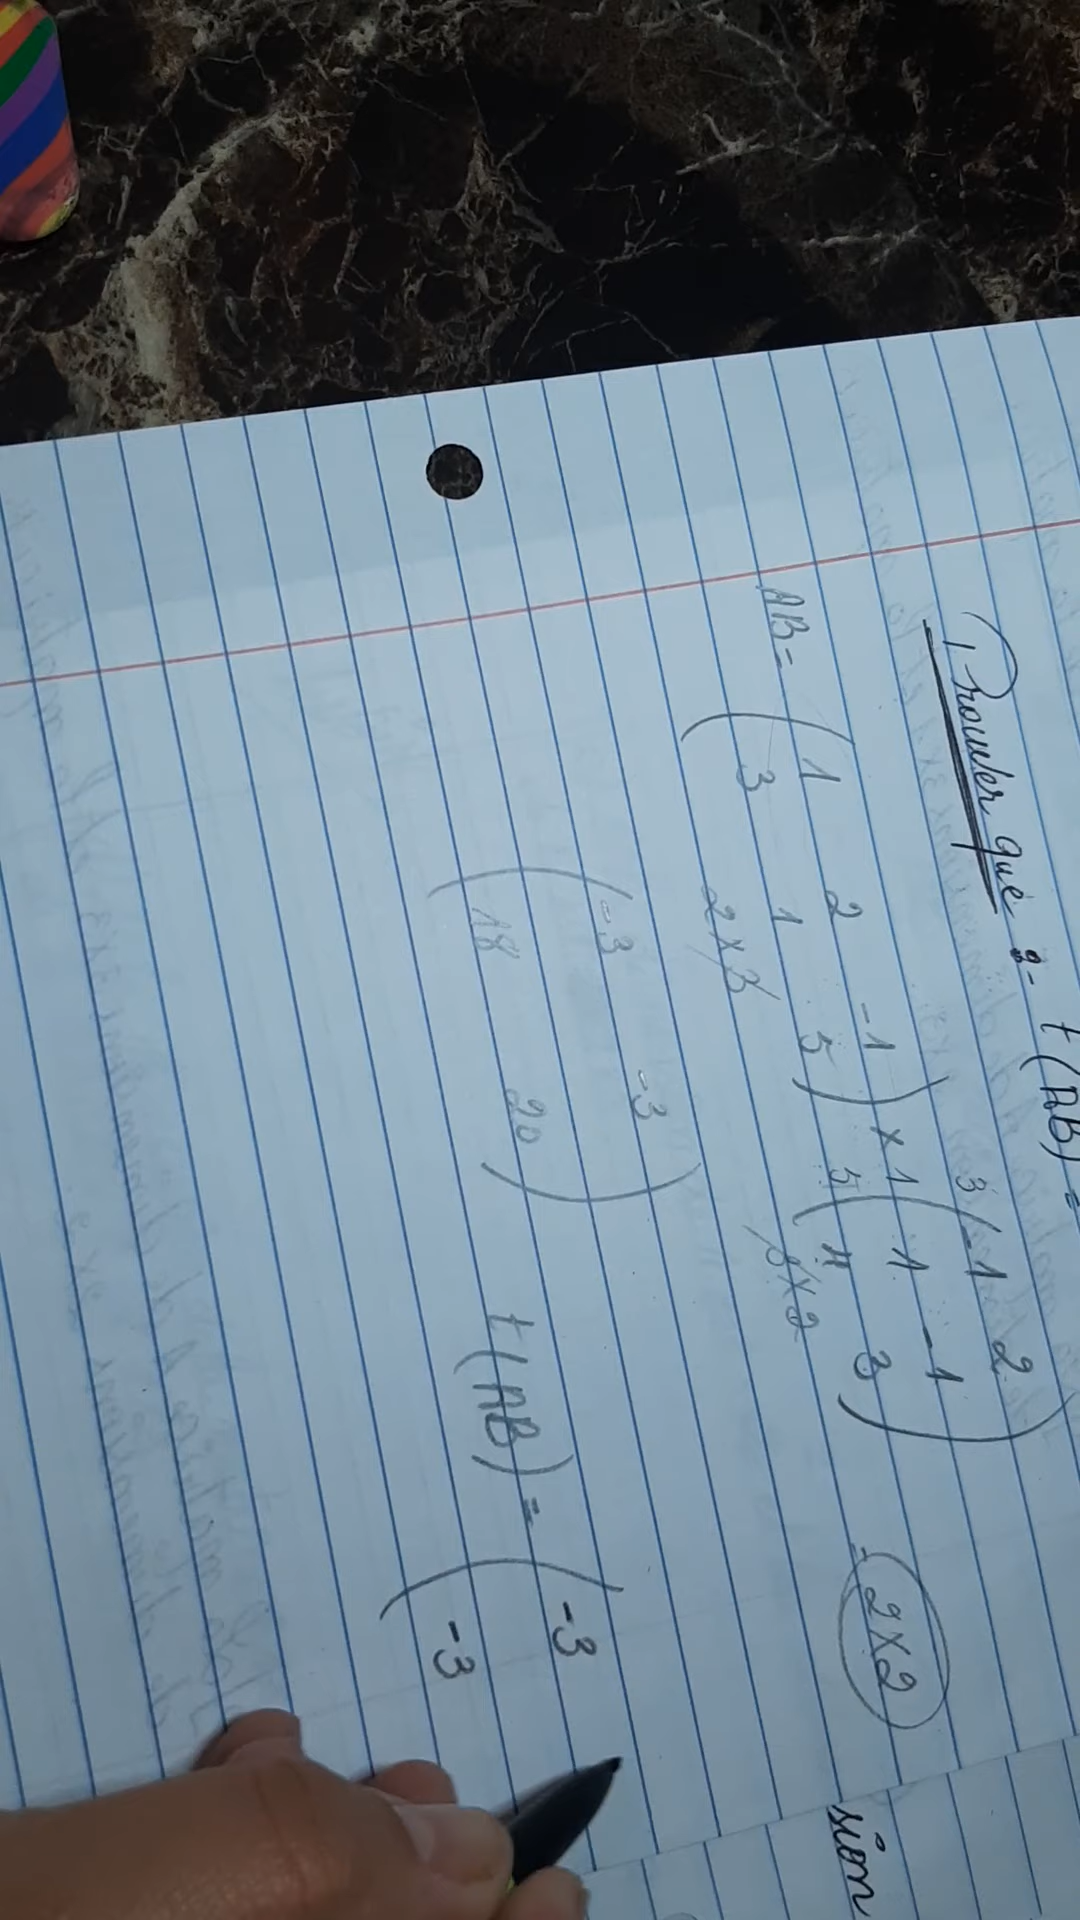 Prouver que :- t(AB) =
AB = ( 1 2 -1 ) × ( -1 2 )
1 -1
( 3 1 5 ) ( 4 3 )
2×3 3×2 = 2×2
( -3 -3 ) t(AB) = ( -3
( 18 20 ) ( -3
sion